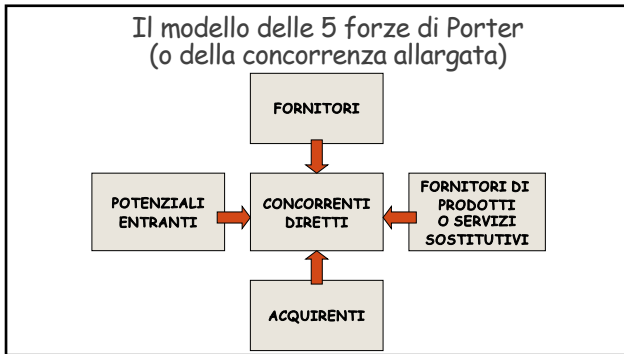 Il modello delle 5 forze di Porter
(o della concorrenza allargata)
FORNITORI
POTENZIALI
ENTRANTI
CONCORRENTI
DIRETTI
FORNITORI DI
PRODOTTI
O SERVIZI
SOSTITUTIVI
ACQUIRENTI